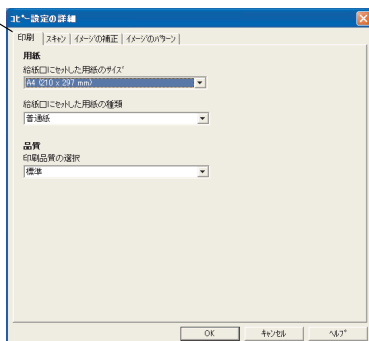 ｺﾋﾟｰ設定の詳細
印刷 スキャン イメージの補正 イメージのパターン
用紙
給紙口にセットした用紙のサイズ
A4 (210 x 297 mm)
給紙口にセットした用紙の種類
普通紙
品質
印刷品質の選択
標準
OK キャンセル ヘルプ